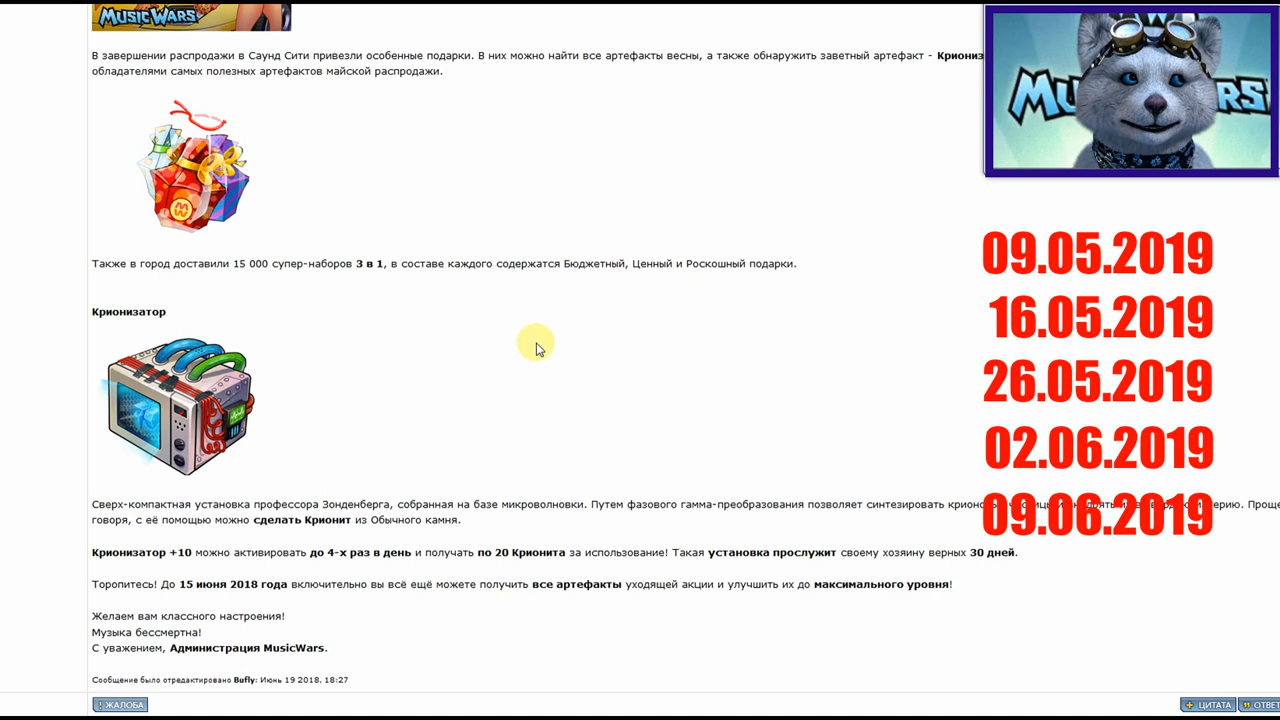 MUSICWARS
В завершении распродажи в Саунд Сити привезли особенные подарки. В них можно найти все артефакты весны, а также обнаружить заветный артефакт - Криониз
обладателями самых полезных артефактов майской распродажи.
MU RS
09.05.2019
Также в город доставили 15 000 супер-наборов 3 в 1, в составе каждого содержатся Бюджетный, Ценный и Роскошный подарки.
16.05.2019
Крионизатор
26.05.2019
02.06.2019
Сверх-компактная установка профессора Зонденберга, собранная на базе микроволновки. Путем фазового гамма-преобразования позволяет синтезировать
говоря, с её помощью можно сделать Крионит из Обычного камня.
09.06.2019
Крионизатор +10 можно активировать до 4-х раз в день и получать по 20 Крионита за использование! Такая установка прослужит своему хозяину верных 30 дней.
Торопитесь! До 15 июня 2018 года включительно вы всё ещё можете получить все артефакты уходящей акции и улучшить их до максимального уровня!
Желаем вам классного настроения!
Музыка бессмертна!
С уважением, Администрация MusicWars.
Сообщение было отредактировано Bufly: Июнь 19 2018, 18:27
! ЖАЛОБА
+ ЦИТАТА
" ОТВЕТ